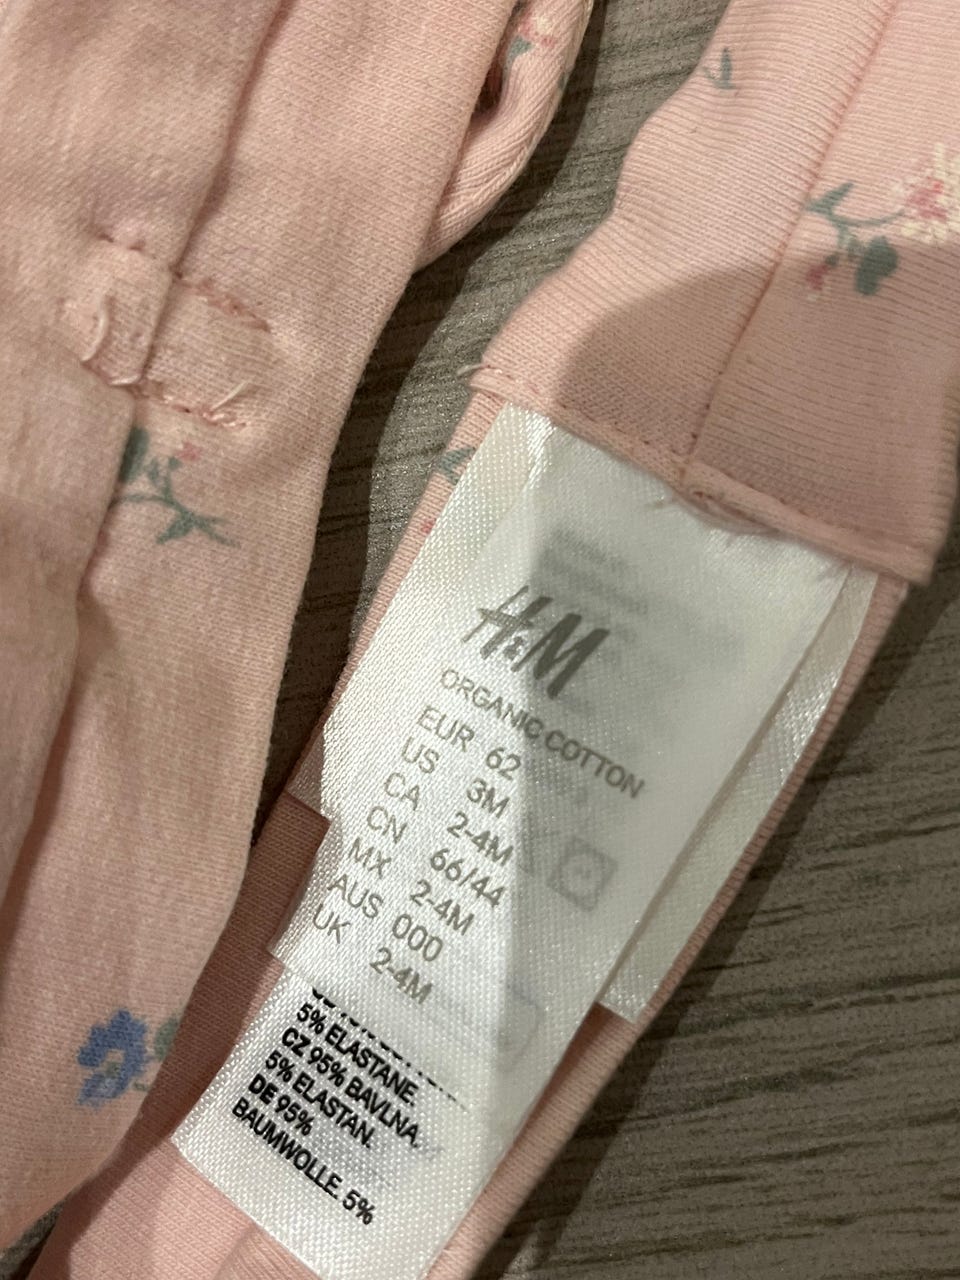 H&M
ORGANIC COTTON
EUR 62
US 3M
CA 2-4M
CN 66/44
MX 2-4M
AUS 000
UK 2-4M
5% ELASTANE.
CZ 95% BAVLNA.
5% ELASTAN.
DE 95%
BAUMWOLLE. 5%